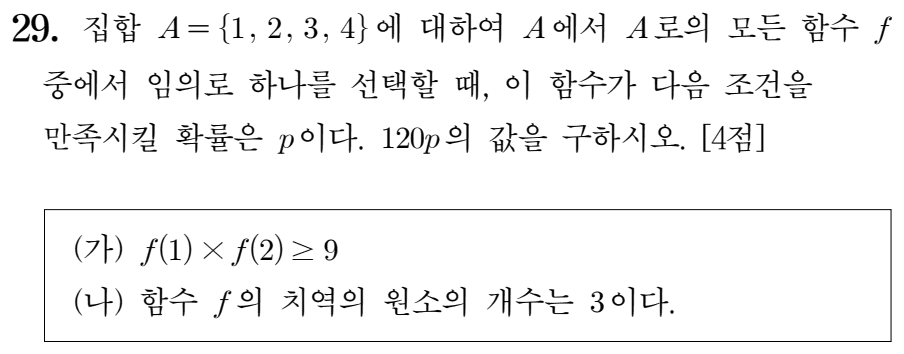 29. 집합 A={1, 2, 3, 4}에 대하여 A에서 A로의 모든 함수 f
중에서 임의로 하나를 선택할 때, 이 함수가 다음 조건을
만족시킬 확률은 p이다. 120p의 값을 구하시오. [4점]
(가) f(1)×f(2)≥9
(나) 함수 f의 치역의 원소의 개수는 3이다.